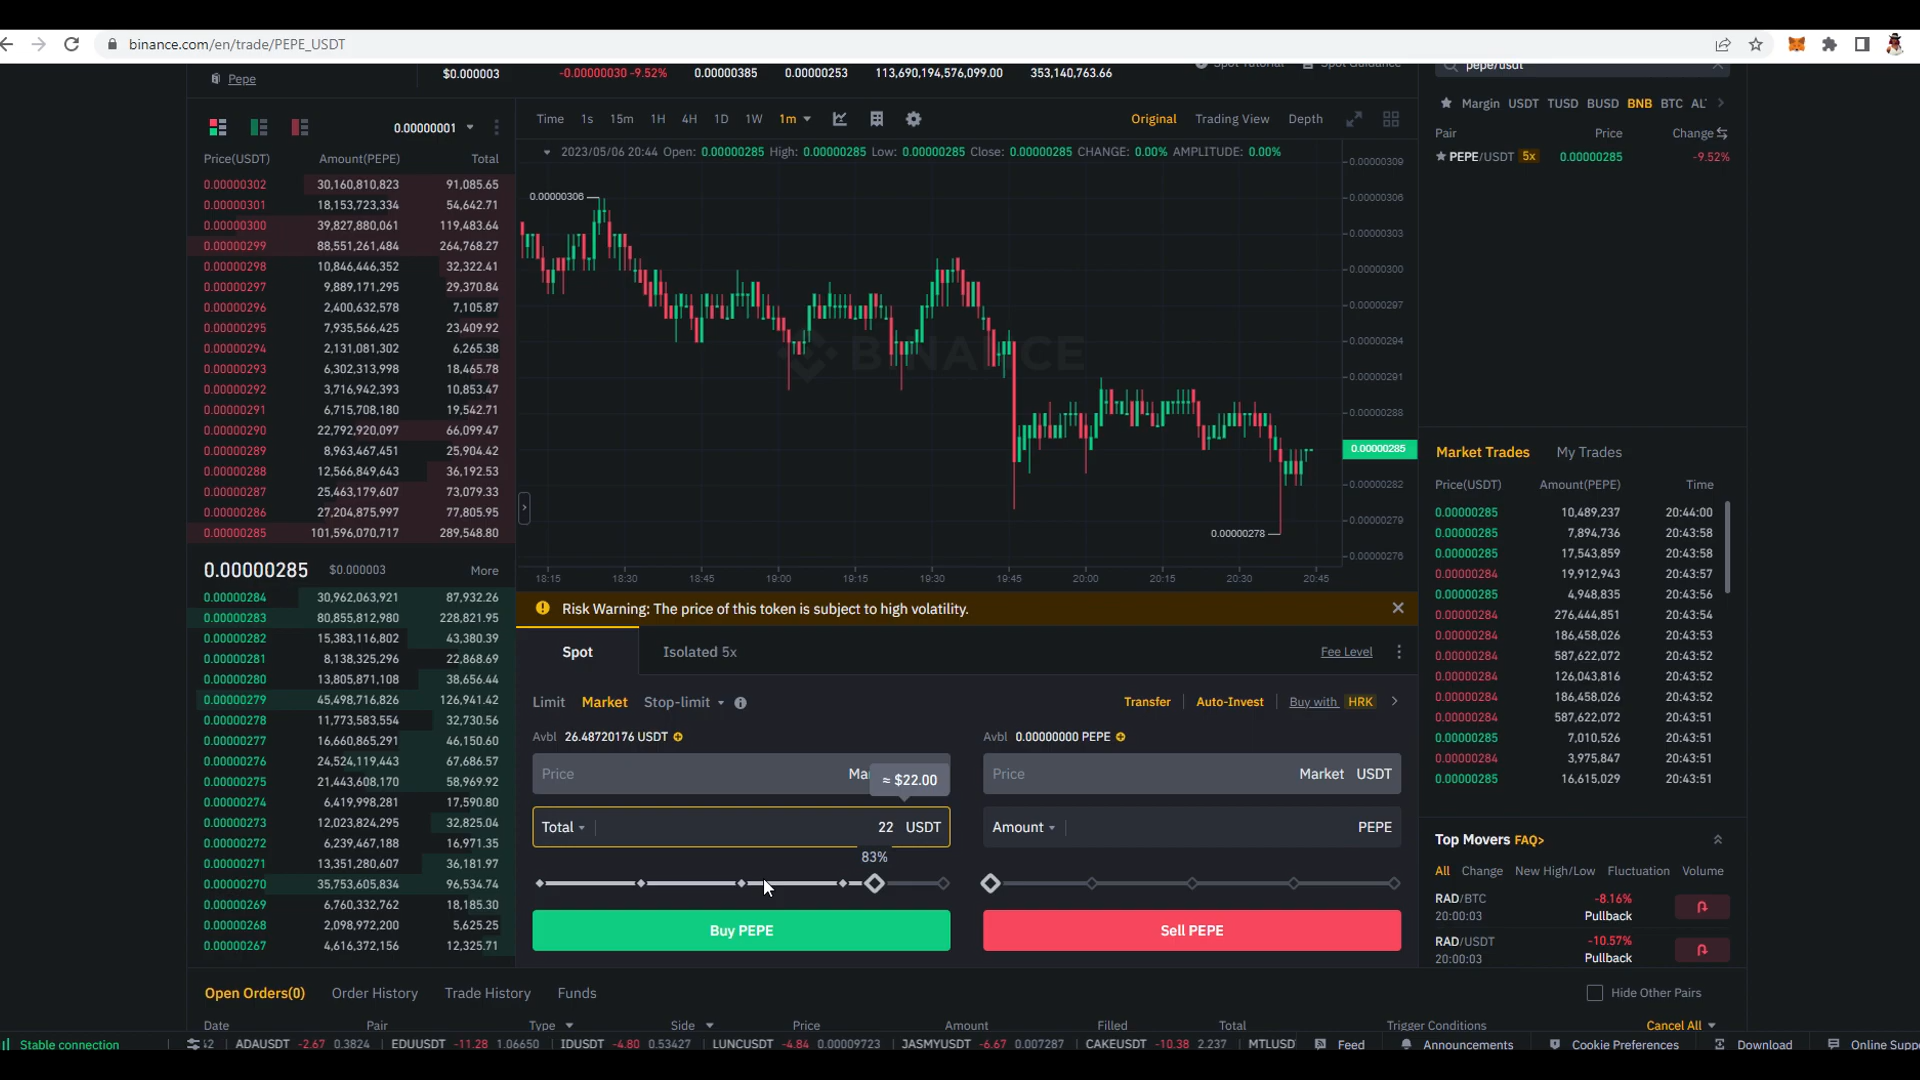 binance.com/en/trade/PEPE_USDT
Pepe
$0.000003 -0.00000030 -9.52% 0.00000385 0.00000253 113,690,194,576,099.00 353,140,763.66
Spot Tutorial Spot Guidance
pepe/usdt
0.00000001
Price(USDT) Amount(PEPE) Total
0.00000302 30,160,810,823 91,085.65
0.00000301 18,153,723,334 54,642.71
0.00000300 39,827,880,061 119,483.64
0.00000299 88,551,261,484 264,768.27
0.00000298 10,846,446,352 32,322.41
0.00000297 9,889,171,295 29,370.84
0.00000296 2,400,632,578 7,105.87
0.00000295 7,935,566,425 23,409.92
0.00000294 2,131,081,302 6,265.38
0.00000293 6,302,313,998 18,465.78
0.00000292 3,716,942,393 10,853.47
0.00000291 6,715,708,180 19,542.71
0.00000290 22,792,920,097 66,099.47
0.00000289 8,963,467,451 25,904.42
0.00000288 12,566,849,643 36,192.53
0.00000287 25,463,179,607 73,079.33
0.00000286 27,204,875,997 77,805.95
0.00000285 101,596,070,717 289,548.80
0.00000285 $0.000003 More
0.00000284 30,962,063,921 87,932.26
0.00000283 80,855,812,980 228,821.95
0.00000282 15,383,116,802 43,380.39
0.00000281 8,138,325,296 22,868.69
0.00000280 13,805,871,108 38,656.44
0.00000279 45,498,716,826 126,941.42
0.00000278 11,773,583,554 32,730.56
0.00000277 16,660,865,291 46,150.60
0.00000276 24,524,119,443 67,686.57
0.00000275 21,443,608,170 58,969.92
0.00000274 6,419,998,281 17,590.80
0.00000273 12,023,824,295 32,825.04
0.00000272 6,239,467,188 16,971.35
0.00000271 13,351,280,607 36,181.97
0.00000270 35,753,605,834 96,534.74
0.00000269 6,760,332,762 18,185.30
0.00000268 2,098,972,200 5,625.25
0.00000267 4,616,372,156 12,325.71
Time 1s 15m 1H 4H 1D 1W 1m
Original Trading View Depth
2023/05/06 20:44 Open: 0.00000285 High: 0.00000285 Low: 0.00000285 Close: 0.00000285 CHANGE: 0.00% AMPLITUDE: 0.00%
0.00000306
BINANCE
0.00000278
0.00000309
0.00000306
0.00000303
0.00000300
0.00000297
0.00000294
0.00000291
0.00000288
0.00000285
0.00000282
0.00000279
0.00000276
18:15 18:30 18:45 19:00 19:15 19:30 19:45 20:00 20:15 20:30 20:45
Risk Warning: The price of this token is subject to high volatility.
Spot Isolated 5x Fee Level
Limit Market Stop-limit
Transfer Auto-Invest Buy with HRK
Avbl 26.48720176 USDT
Price Ma
≈ $22.00
Total 22 USDT
83%
Buy PEPE
Avbl 0.00000000 PEPE
Price Market USDT
Amount PEPE
Sell PEPE
Margin USDT TUSD BUSD BNB BTC AL
Pair Price Change
PEPE/USDT 5x 0.00000285 -9.52%
Market Trades My Trades
Price(USDT) Amount(PEPE) Time
0.00000285 10,489,237 20:44:00
0.00000285 7,894,736 20:43:58
0.00000285 17,543,859 20:43:58
0.00000284 19,912,943 20:43:57
0.00000285 4,948,835 20:43:56
0.00000284 276,444,851 20:43:54
0.00000284 186,458,026 20:43:53
0.00000284 587,622,072 20:43:52
0.00000284 126,043,816 20:43:52
0.00000284 186,458,026 20:43:52
0.00000284 587,622,072 20:43:51
0.00000285 7,010,526 20:43:51
0.00000284 3,975,847 20:43:51
0.00000285 16,615,029 20:43:51
Top Movers FAQ>
All Change New High/Low Fluctuation Volume
RAD/BTC -8.16%
20:00:03 Pullback
RAD/USDT -10.57%
20:00:03 Pullback
Open Orders(0) Order History Trade History Funds
Hide Other Pairs
Date Pair Type Side Price Amount Filled Total Trigger Conditions Cancel All
Stable connection
42 ADAUSDT -2.67 0.3824 EDUUSDT -11.28 1.06650 IDUSDT -4.80 0.53427 LUNCUSDT -4.84 0.00009723 JASMYUSDT -6.67 0.007287 CAKEUSDT -10.38 2.237 MTLUSD
Feed Announcements Cookie Preferences Download Online Supp